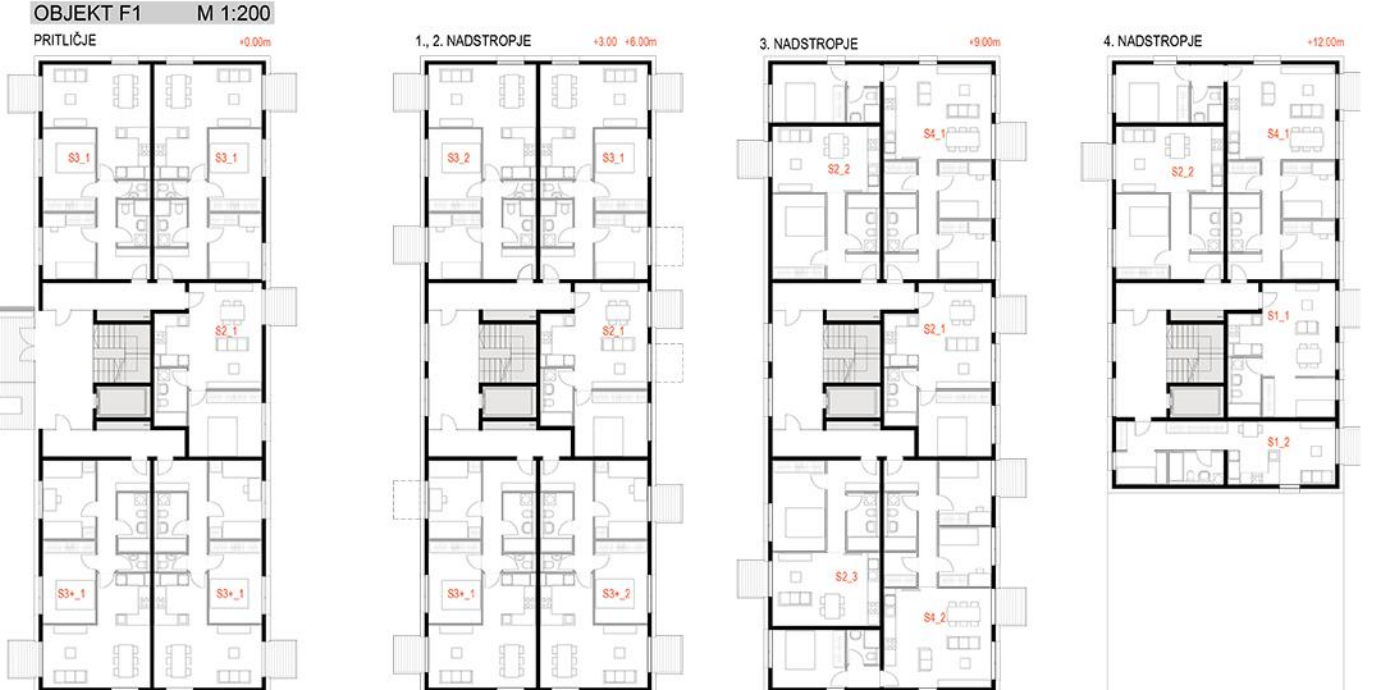 OBJEKT F1 M 1:200
PRITLIČJE +0.00m
S3_1 S3_1
S2_1
S3+_1 S3+_1
1., 2. NADSTROPJE +3.00 +6.00m
S3_2 S3_1
S2_1
S3+_1 S3+_2
3. NADSTROPJE +9.00m
S4_1
S2_2
S2_1
S2_3
S4_2
4. NADSTROPJE +12.00m
S4_1
S2_2
S1_1
S1_2